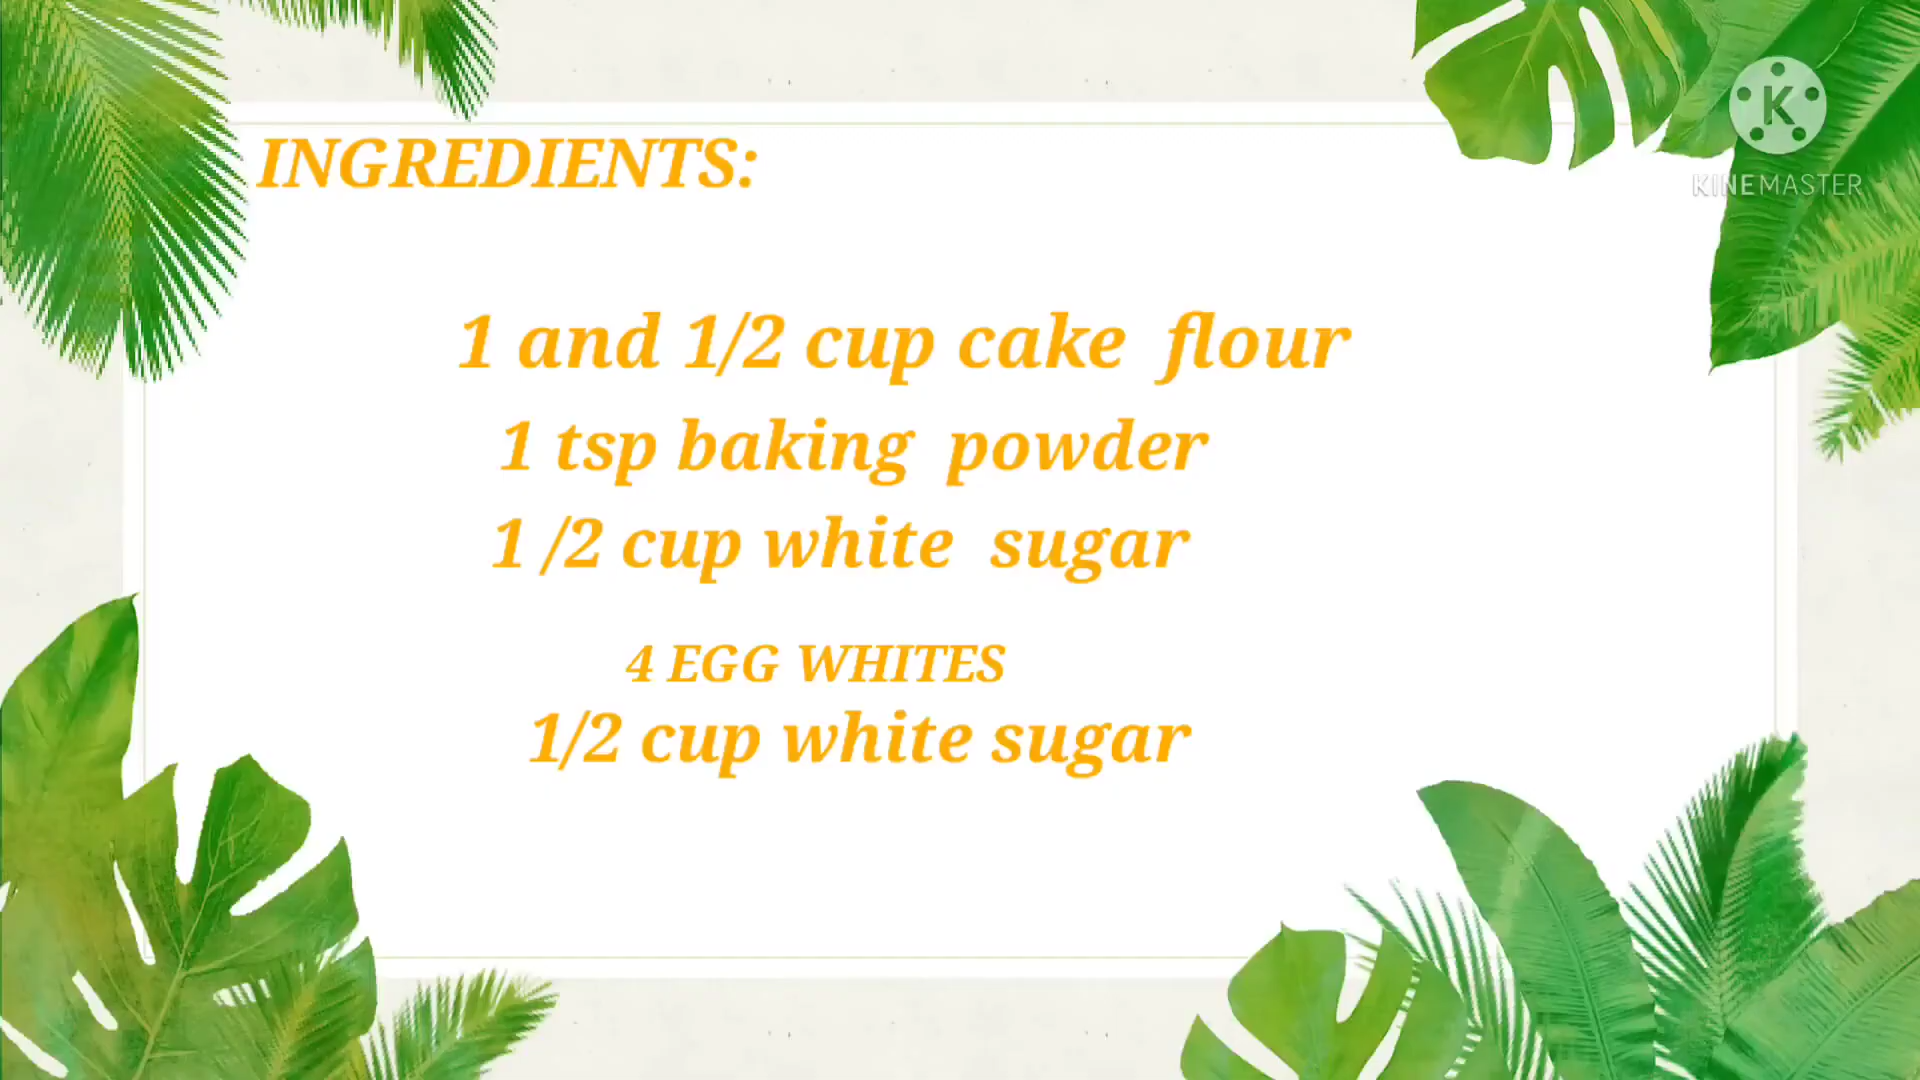 INGREDIENTS:
1 and 1/2 cup cake flour
1 tsp baking powder
1 /2 cup white sugar
4 EGG WHITES
1/2 cup white sugar
K
KINEMASTER